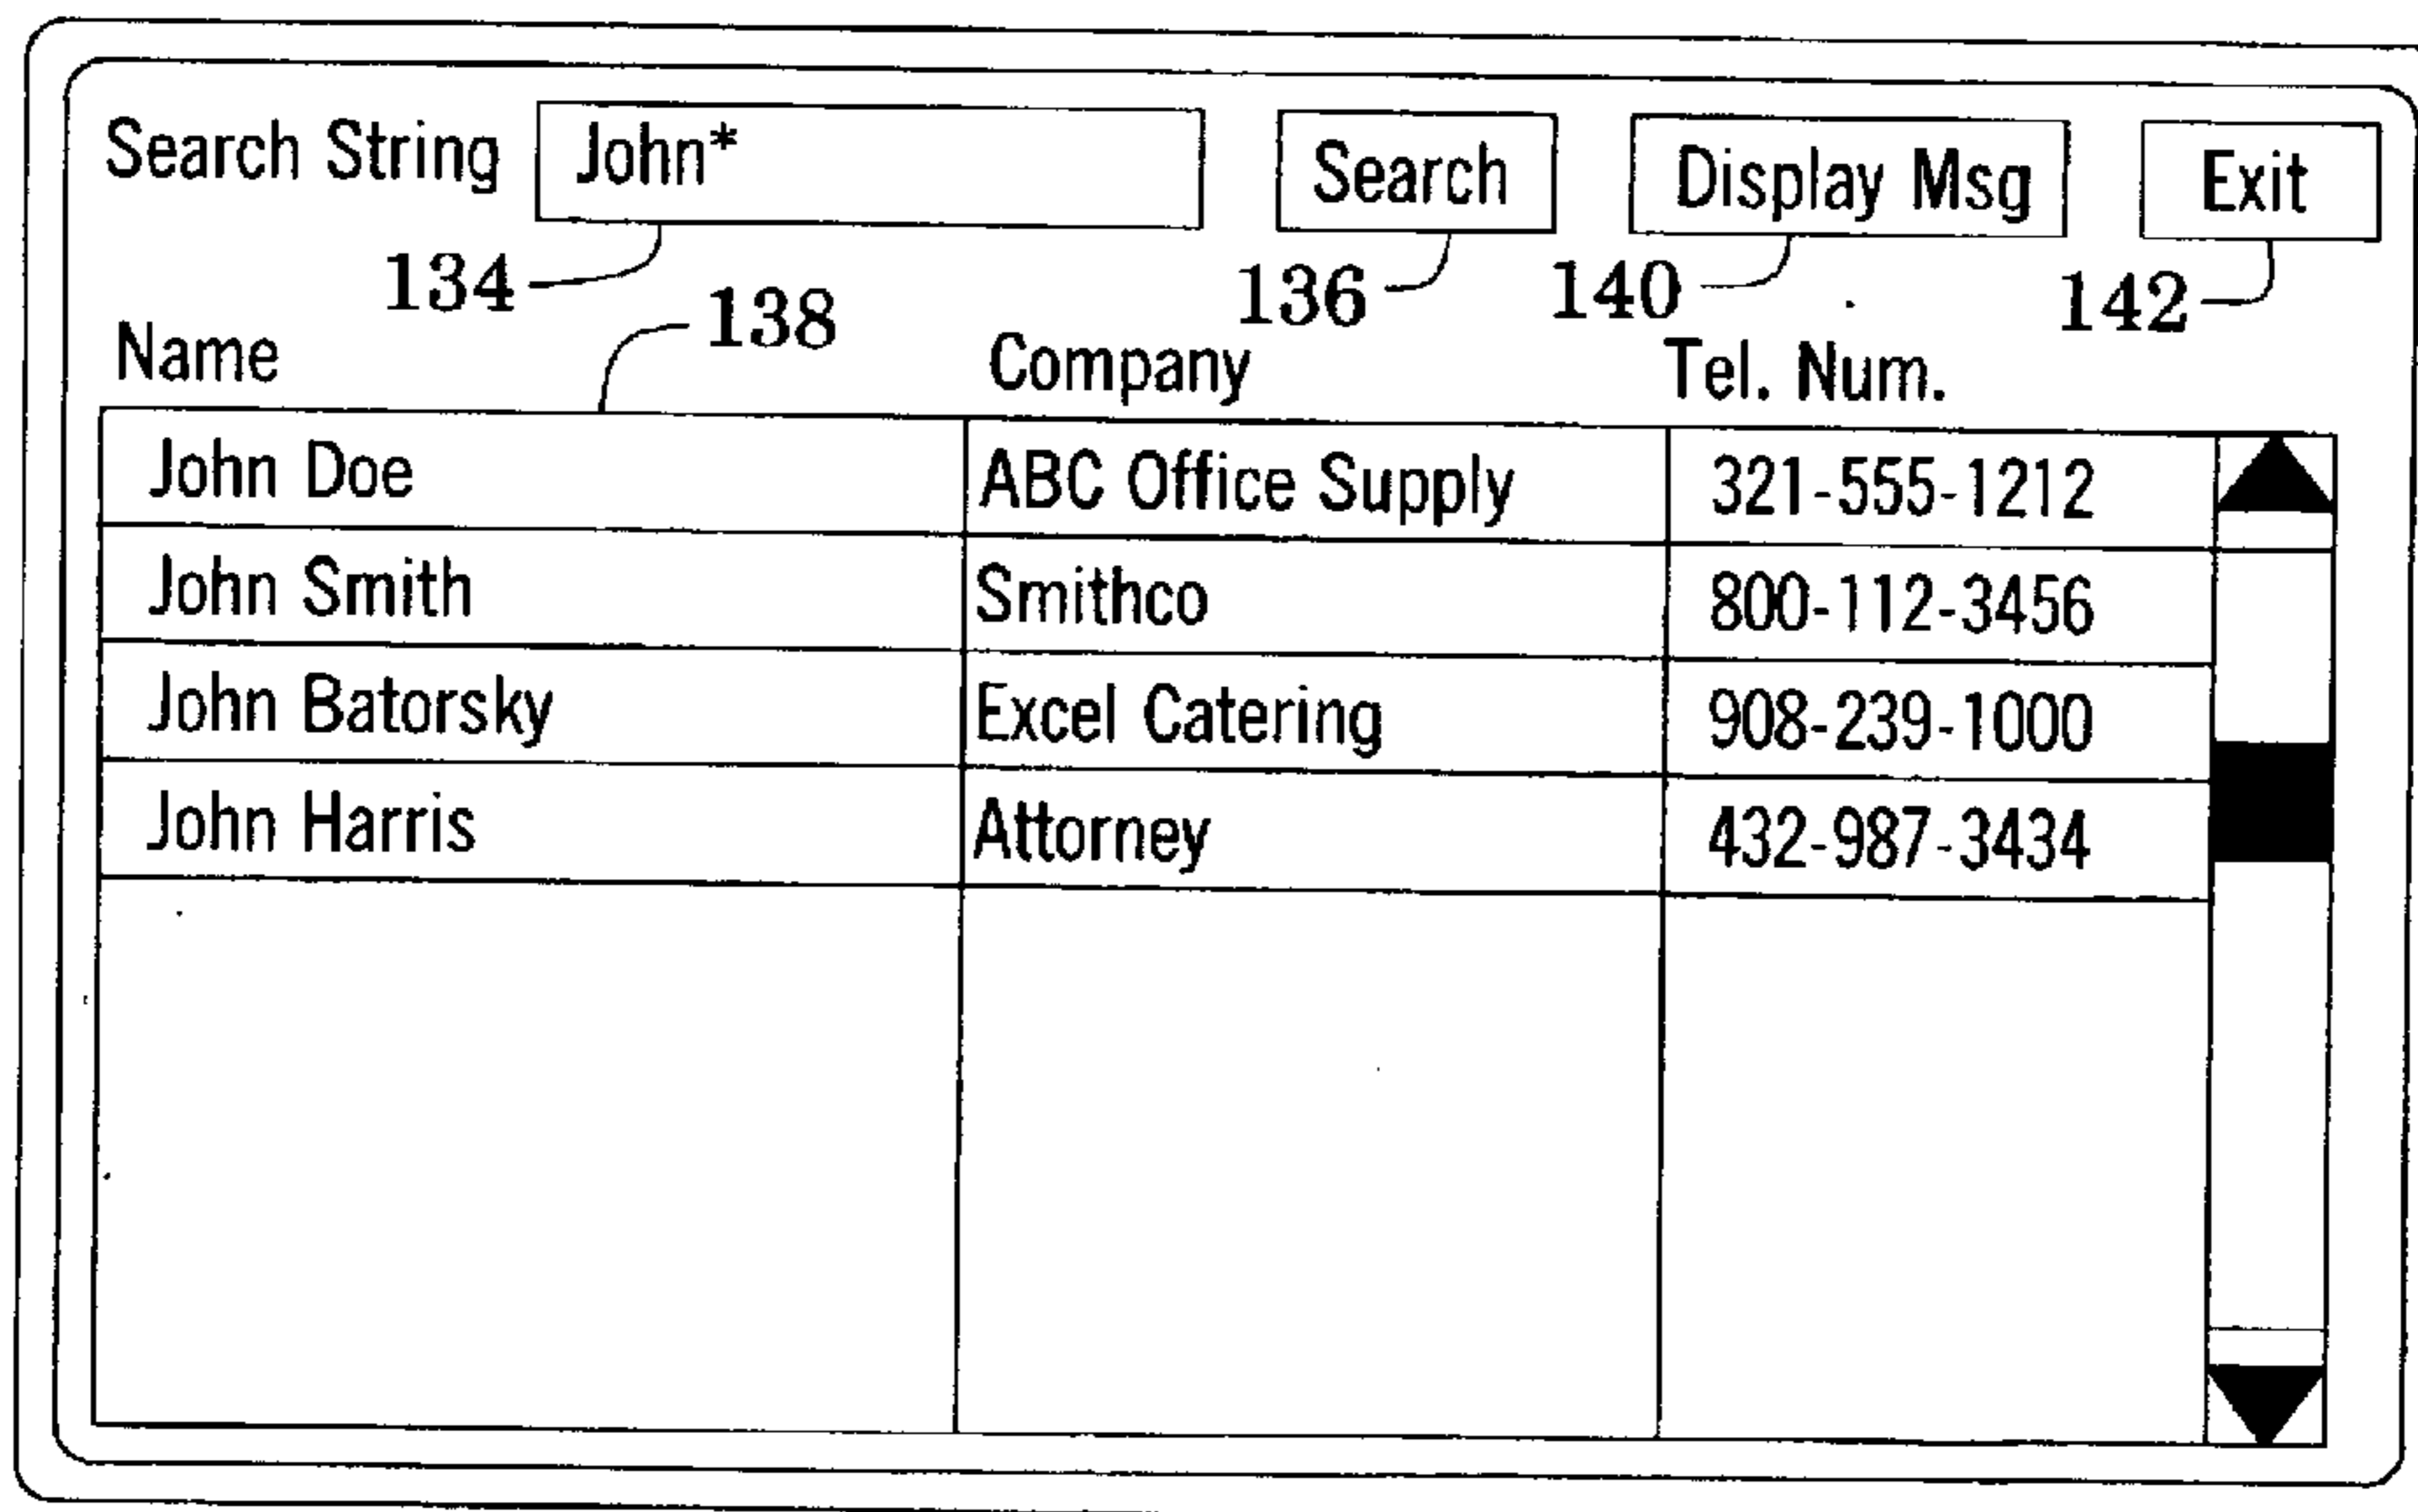 Search String John* Search Display Msg Exit
134 136 140 142
138
Name Company Tel. Num.
John Doe ABC Office Supply 321-555-1212
John Smith Smithco 800-112-3456
John Batorsky Excel Catering 908-239-1000
John Harris Attorney 432-987-3434